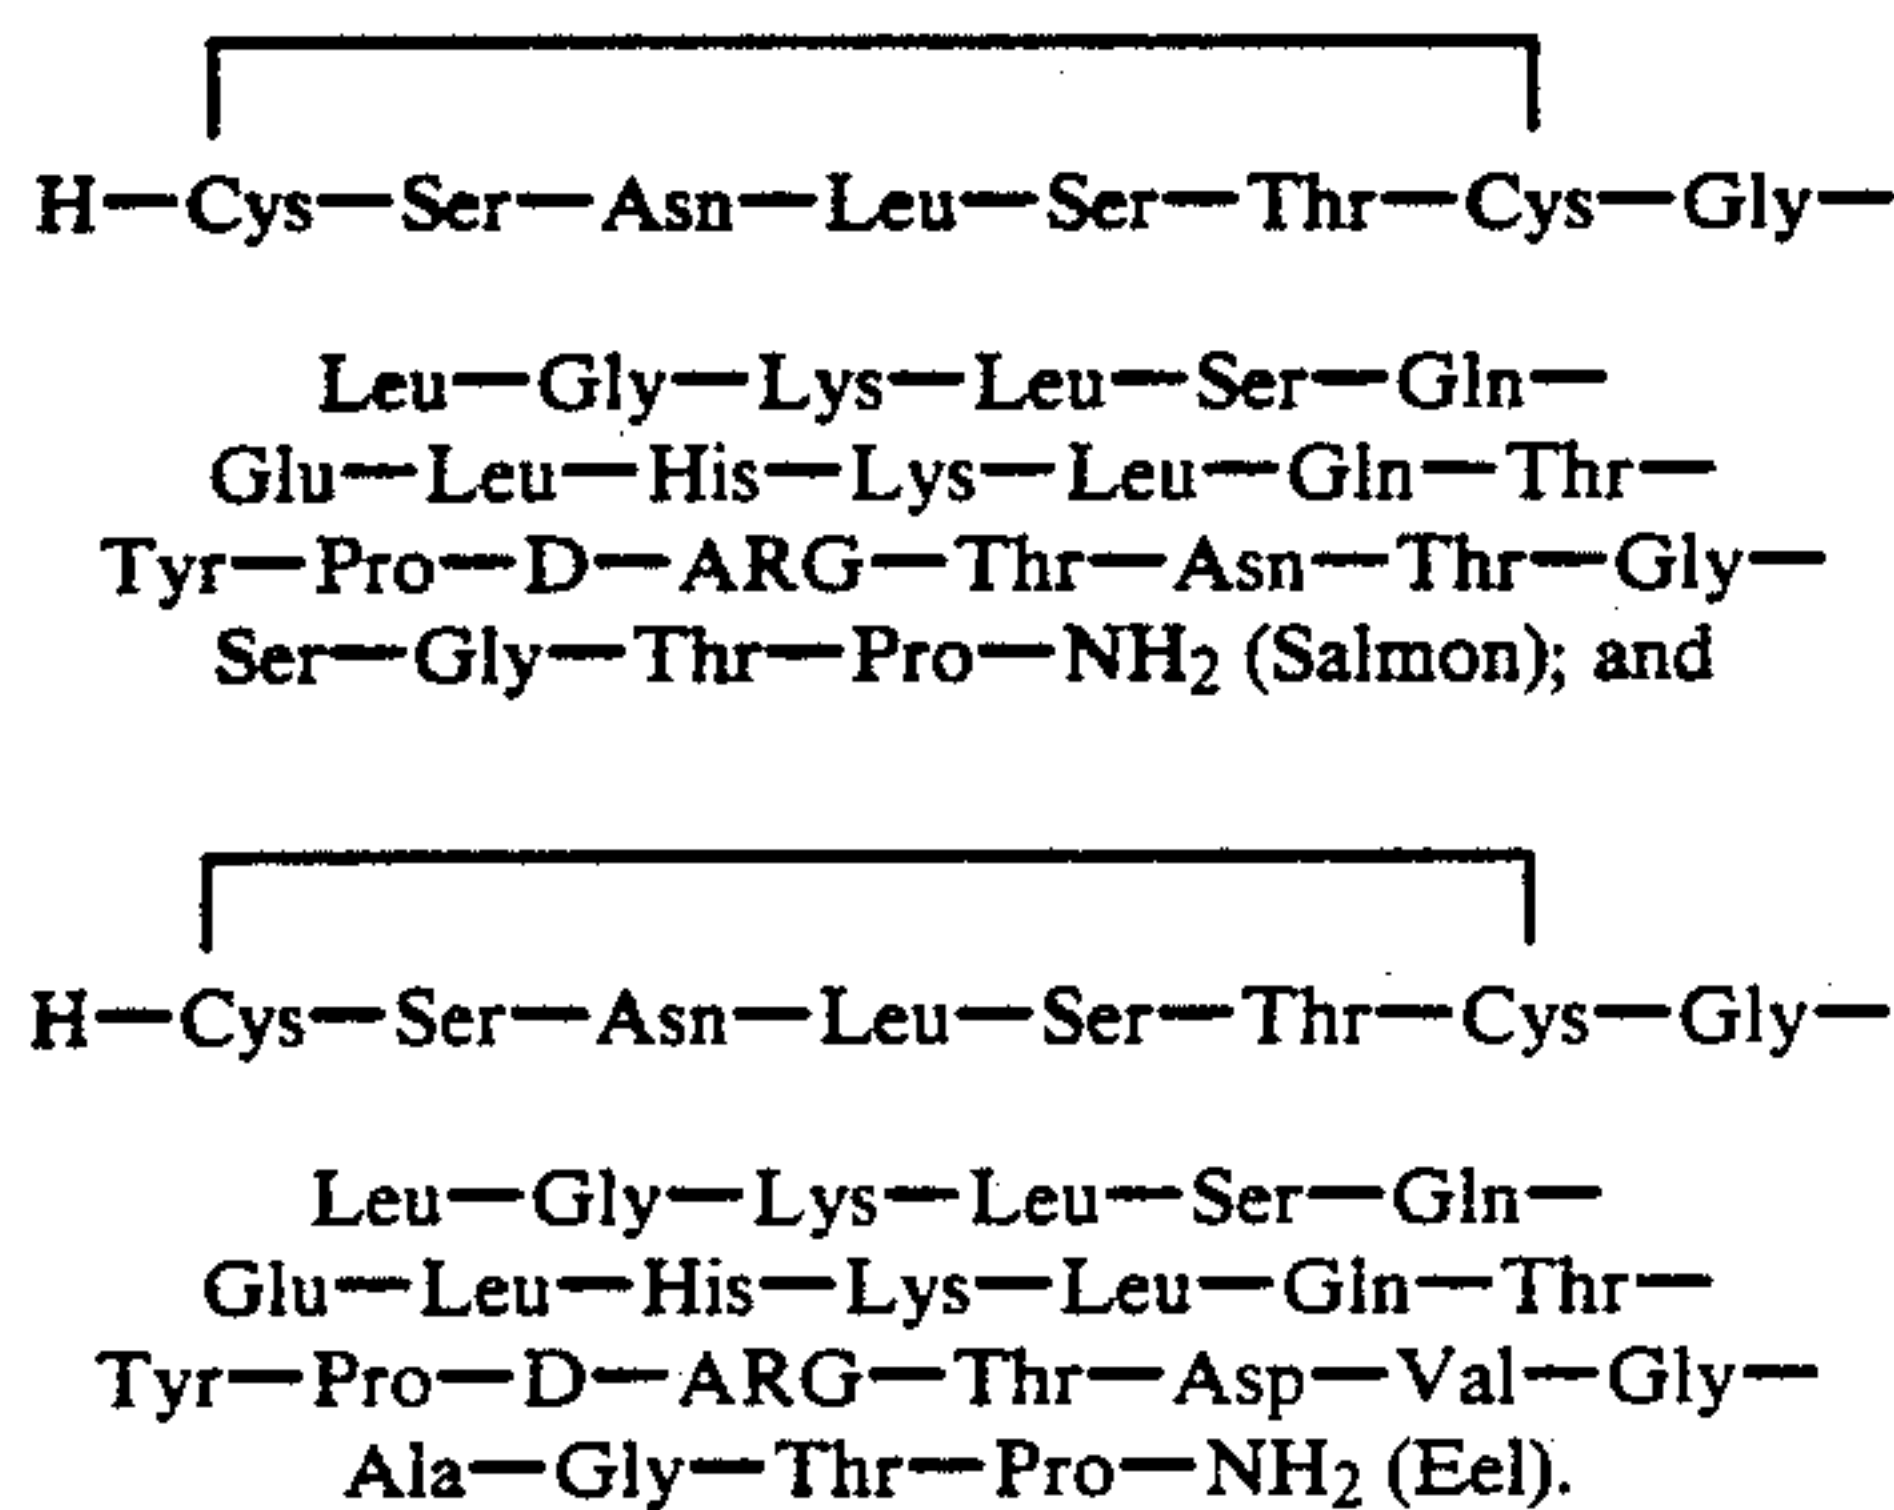 H—Cys—Ser—Asn—Leu—Ser—Thr—Cys—Gly—
Leu—Gly—Lys—Leu—Ser—Gln—
Glu—Leu—His—Lys—Leu—Gln—Thr—
Tyr—Pro—D—ARG—Thr—Asn—Thr—Gly—
Ser—Gly—Thr—Pro—NH₂ (Salmon); and
H—Cys—Ser—Asn—Leu—Ser—Thr—Cys—Gly—
Leu—Gly—Lys—Leu—Ser—Gln—
Glu—Leu—His—Lys—Leu—Gln—Thr—
Tyr—Pro—D—ARG—Thr—Asp—Val—Gly—
Ala—Gly—Thr—Pro—NH₂ (Eel).